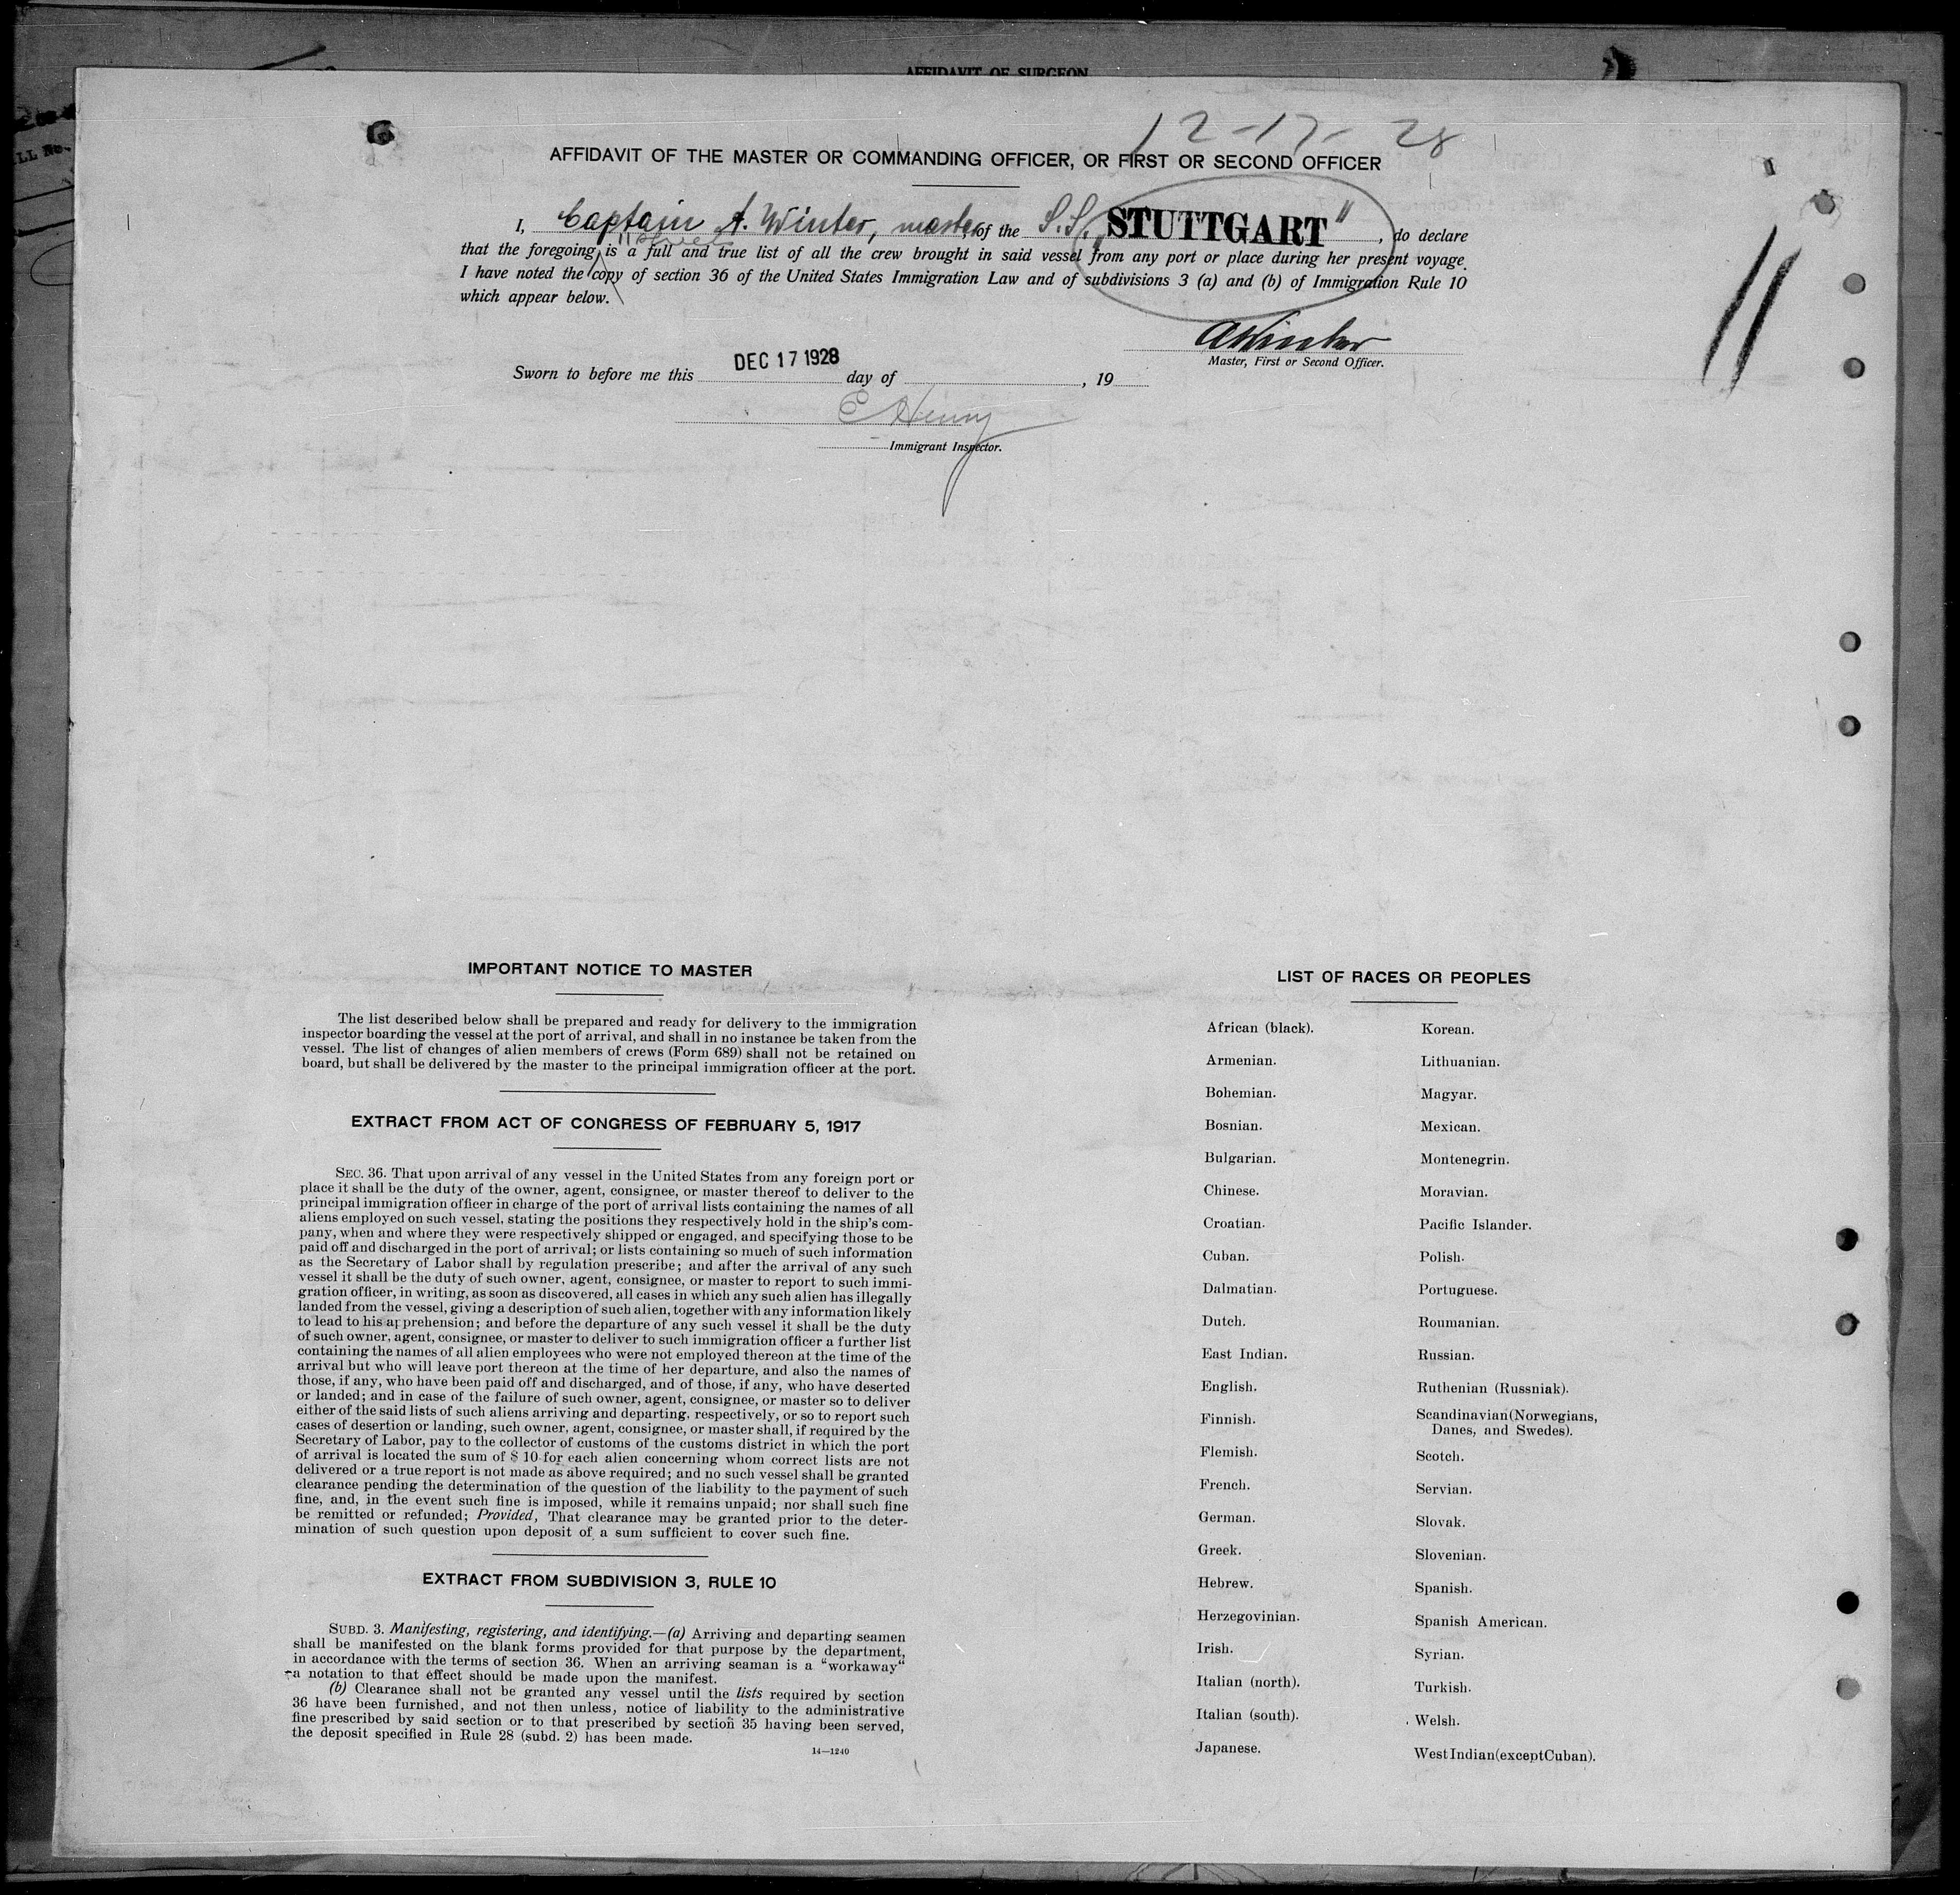 AFFIDAVIT OF SURGEON
LL No.
12-17-28
AFFIDAVIT OF THE MASTER OR COMMANDING OFFICER, OR FIRST OR SECOND OFFICER
I, Captain A. Winter, master, of the S.S. „STUTTGART", do declare
that the foregoing is a full and true list of all the crew brought in said vessel from any port or place during her present voyage.
I have noted the copy of section 36 of the United States Immigration Law and of subdivisions 3 (a) and (b) of Immigration Rule 10
which appear below.
AWinter
Master, First or Second Officer.
DEC 17 1928
Sworn to before me this day of , 19
E Henny
Immigrant Inspector.
11
IMPORTANT NOTICE TO MASTER
The list described below shall be prepared and ready for delivery to the immigration
inspector boarding the vessel at the port of arrival, and shall in no instance be taken from the
vessel. The list of changes of alien members of crews (Form 689) shall not be retained on
board, but shall be delivered by the master to the principal immigration officer at the port.
EXTRACT FROM ACT OF CONGRESS OF FEBRUARY 5, 1917
SEC. 36. That upon arrival of any vessel in the United States from any foreign port or
place it shall be the duty of the owner, agent, consignee, or master thereof to deliver to the
principal immigration officer in charge of the port of arrival lists containing the names of all
aliens employed on such vessel, stating the positions they respectively hold in the ship's com-
pany, when and where they were respectively shipped or engaged, and specifying those to be
paid off and discharged in the port of arrival; or lists containing so much of such information
as the Secretary of Labor shall by regulation prescribe; and after the arrival of any such
vessel it shall be the duty of such owner, agent, consignee, or master to report to such immi-
gration officer, in writing, as soon as discovered, all cases in which any such alien has illegally
landed from the vessel, giving a description of such alien, together with any information likely
to lead to his apprehension; and before the departure of any such vessel it shall be the duty
of such owner, agent, consignee, or master to deliver to such immigration officer a further list
containing the names of all alien employees who were not employed thereon at the time of the
arrival but who will leave port thereon at the time of her departure, and also the names of
those, if any, who have been paid off and discharged, and of those, if any, who have deserted
or landed; and in case of the failure of such owner, agent, consignee, or master so to deliver
either of the said lists of such aliens arriving and departing, respectively, or so to report such
cases of desertion or landing, such owner, agent, consignee, or master shall, if required by the
Secretary of Labor, pay to the collector of customs of the customs district in which the port
of arrival is located the sum of $ 10 for each alien concerning whom correct lists are not
delivered or a true report is not made as above required; and no such vessel shall be granted
clearance pending the determination of the question of the liability to the payment of such
fine, and, in the event such fine is imposed, while it remains unpaid; nor shall such fine
be remitted or refunded; Provided, That clearance may be granted prior to the deter-
mination of such question upon deposit of a sum sufficient to cover such fine.
EXTRACT FROM SUBDIVISION 3, RULE 10
SUBD. 3. Manifesting, registering, and identifying.—(a) Arriving and departing seamen
shall be manifested on the blank forms provided for that purpose by the department,
in accordance with the terms of section 36. When an arriving seaman is a “workaway“
a notation to that effect should be made upon the manifest.
(b) Clearance shall not be granted any vessel until the lists required by section
36 have been furnished, and not then unless, notice of liability to the administrative
fine prescribed by said section or to that prescribed by section 35 having been served,
the deposit specified in Rule 28 (subd. 2) has been made.
14—1240
LIST OF RACES OR PEOPLES
African (black).
Armenian.
Bohemian.
Bosnian.
Bulgarian.
Chinese.
Croatian.
Cuban.
Dalmatian.
Dutch.
East Indian.
English.
Finnish.
Flemish.
French.
German.
Greek.
Hebrew.
Herzegovinian.
Irish.
Italian (north).
Italian (south).
Japanese.
Korean.
Lithuanian.
Magyar.
Mexican.
Montenegrin.
Moravian.
Pacific Islander.
Polish.
Portuguese.
Roumanian.
Russian.
Ruthenian (Russniak).
Scandinavian(Norwegians,
Danes, and Swedes).
Scotch.
Servian.
Slovak.
Slovenian.
Spanish.
Spanish American.
Syrian.
Turkish.
Welsh.
West Indian(except Cuban).